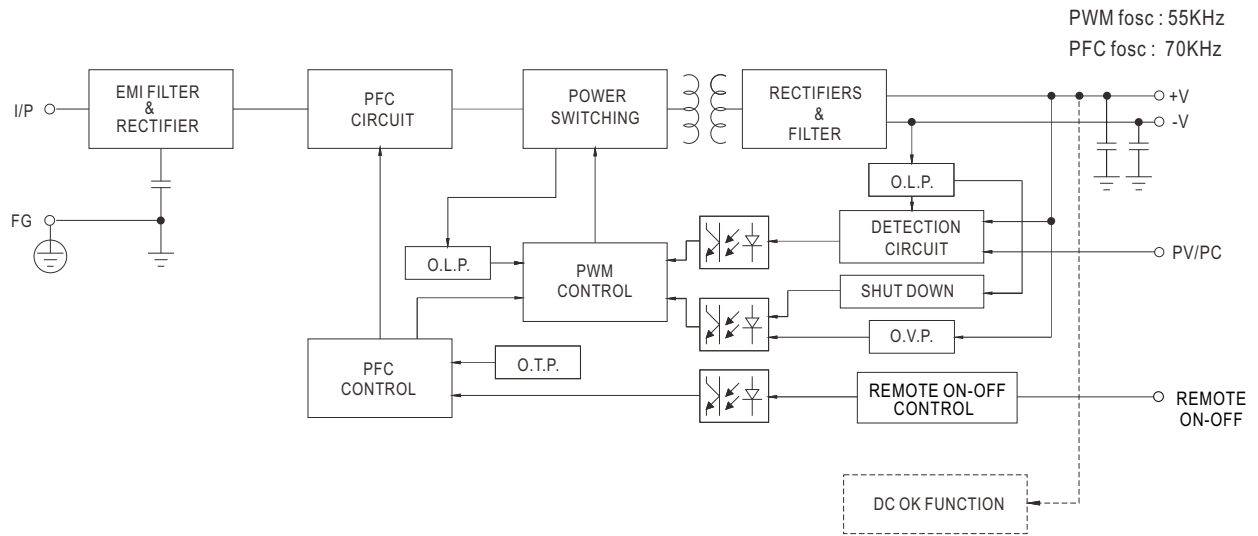 PWM fosc : 55KHz
PFC fosc : 70KHz
I/P
EMI FILTER
&
RECTIFIER
PFC
CIRCUIT
POWER
SWITCHING
RECTIFIERS
&
FILTER
+V
-V
FG
O.L.P.
DETECTION
CIRCUIT
PV/PC
O.L.P.
PWM
CONTROL
SHUT DOWN
O.V.P.
PFC
CONTROL
O.T.P.
REMOTE ON-OFF
CONTROL
REMOTE
ON-OFF
DC OK FUNCTION